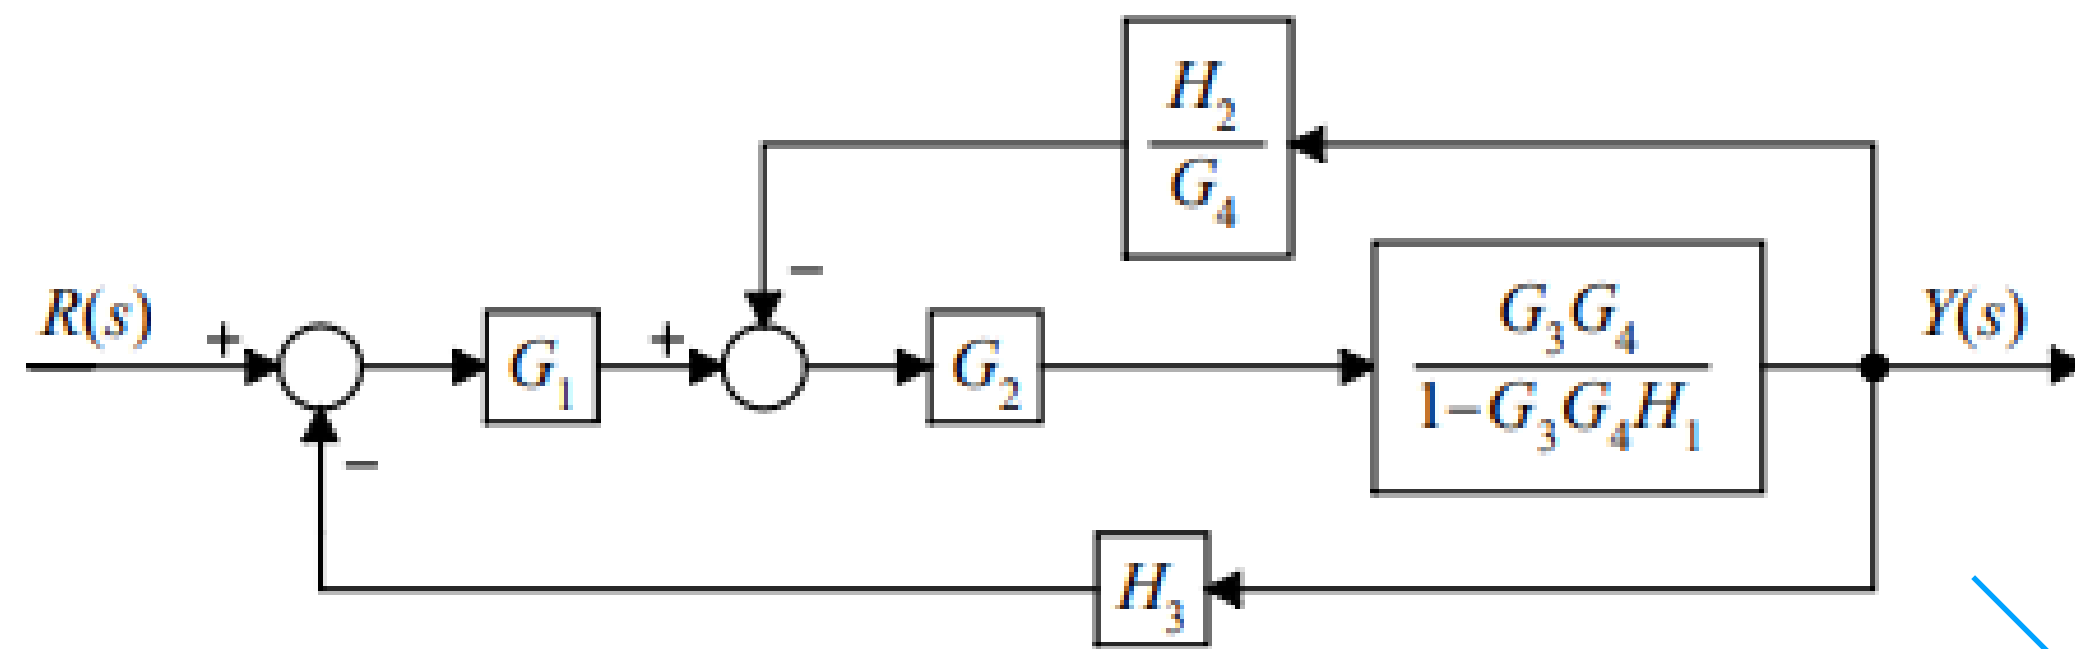 H₂
G₄
−
R(s)
+
G₁
+
G₂
G₃G₄
1−G₃G₄H₁
Y(s)
−
H₃